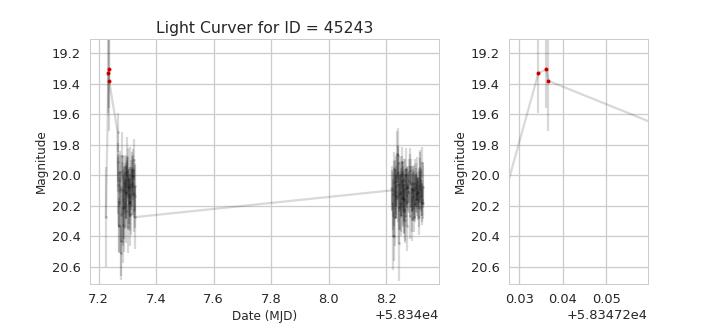 Light Curver for ID = 45243
19.2
19.4
19.6
19.8
20.0
20.2
20.4
20.6
Magnitude
7.2 7.4 7.6 7.8 8.0 8.2
Date (MJD)
+5.834e4
19.2
19.4
19.6
19.8
20.0
20.2
20.4
20.6
Magnitude
0.03 0.04 0.05
+5.83472e4